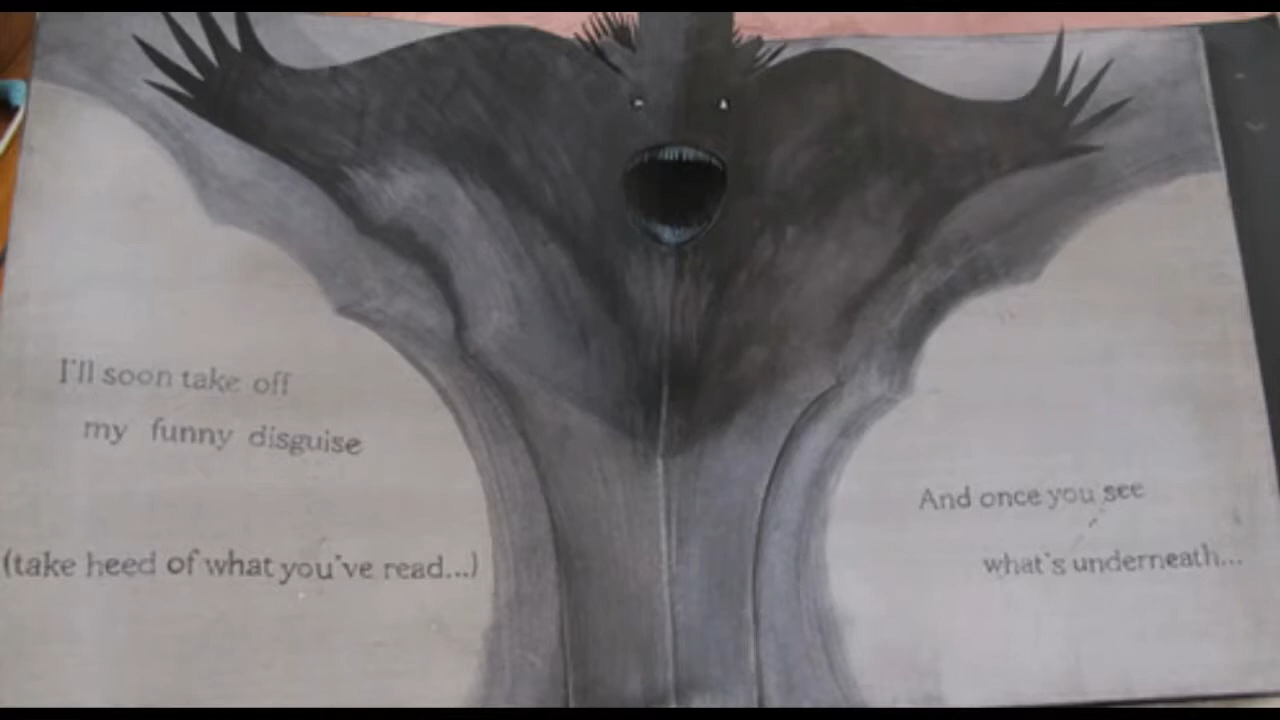 I'll soon take off
my funny disguise
(take heed of what you've read...)
And once you see
what's underneath...